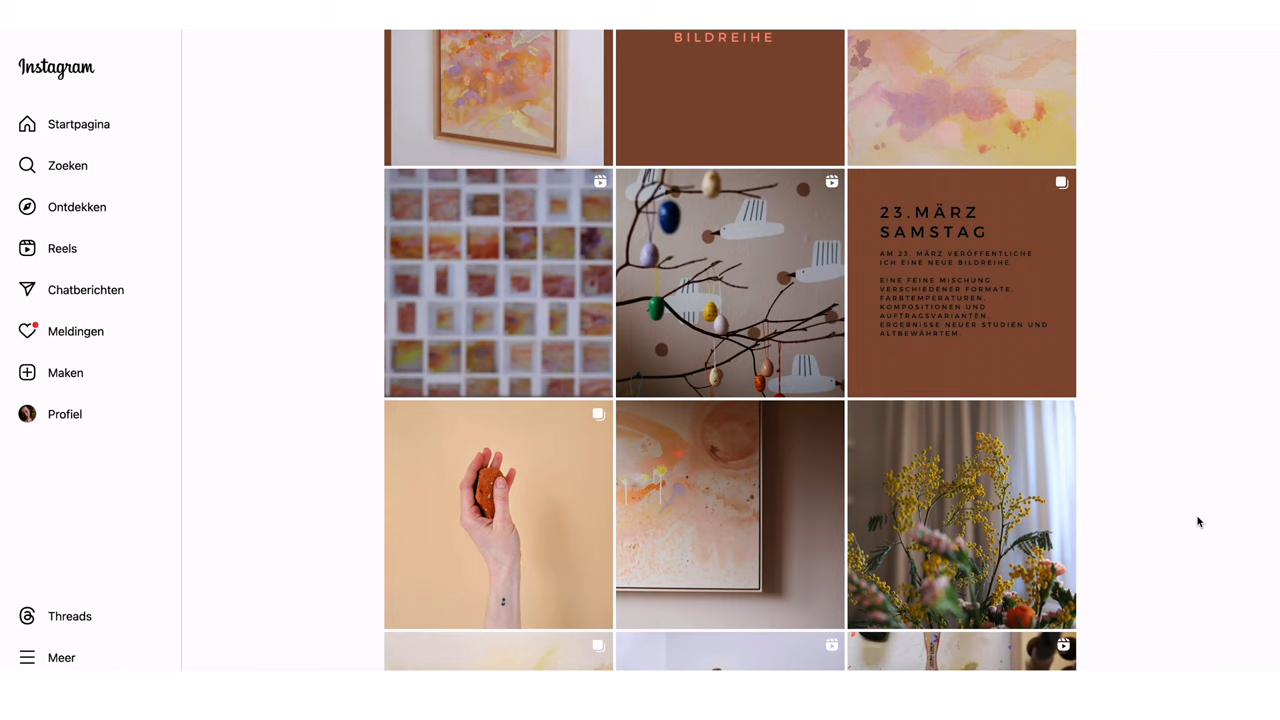 BILDREIHE
Instagram
Startpagina
Zoeken
Ontdekken
Reels
Chatberichten
Meldingen
Maken
Profiel
Threads
Meer
23.MÄRZ
SAMSTAG
AM 23. MÄRZ VERÖFFENTLICHE
ICH EINE NEUE BILDREIHE.
EINE FEINE MISCHUNG
VERSCHIEDENER FORMATE,
FARBTEMPERATUREN,
KOMPOSITIONEN UND
AUFTRAGSVARIANTEN.
ERGEBNISSE NEUER STUDIEN UND
ALTBEWÄHRTEM.